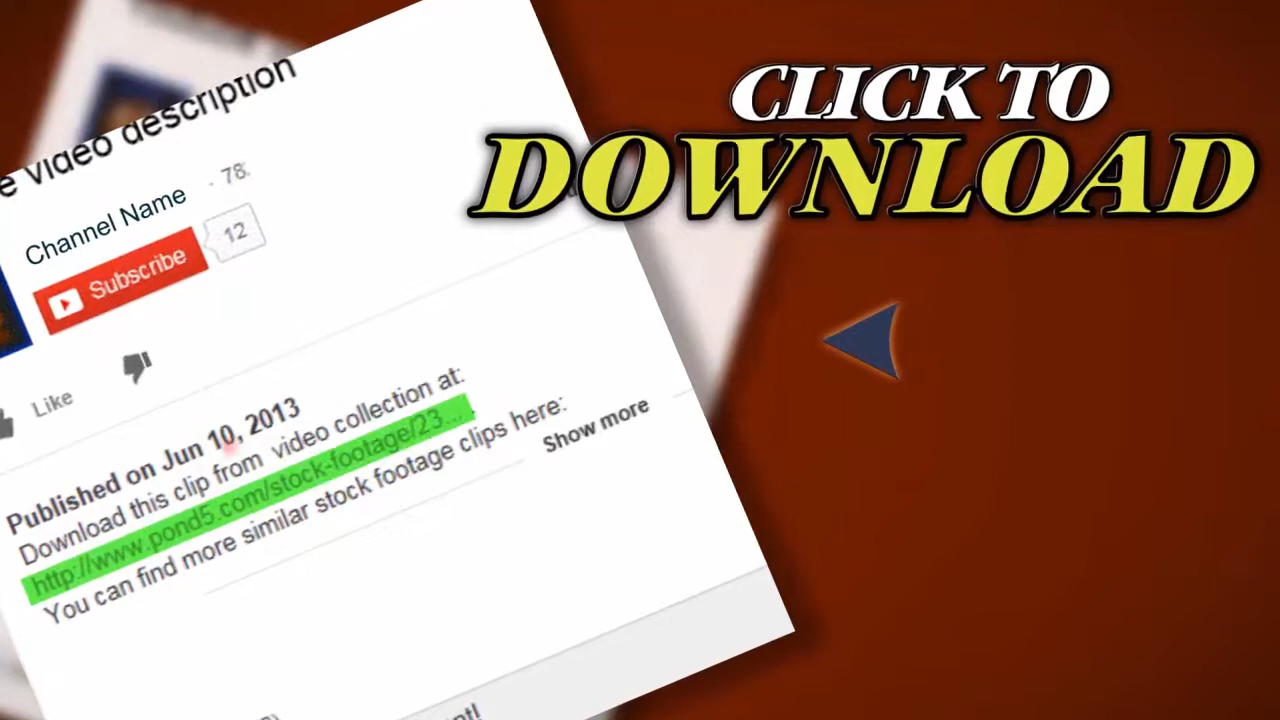 CLICK TO
DOWNLOAD
e video description
Channel Name
78
Subscribe
12
Like
Published on Jun 10, 2013
Download this clip from video collection at:
http://www.pond5.com/stock-footage/23...
You can find more similar stock footage clips here:
Show more